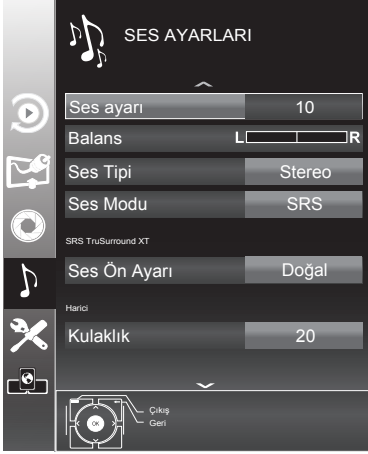 SES AYARLARI
Ses ayarı 10
Balans L R
Ses Tipi Stereo
Ses Modu SRS
SRS TruSurround XT
Ses Ön Ayarı Doğal
Harici
Kulaklık 20
Çıkış
OK Geri